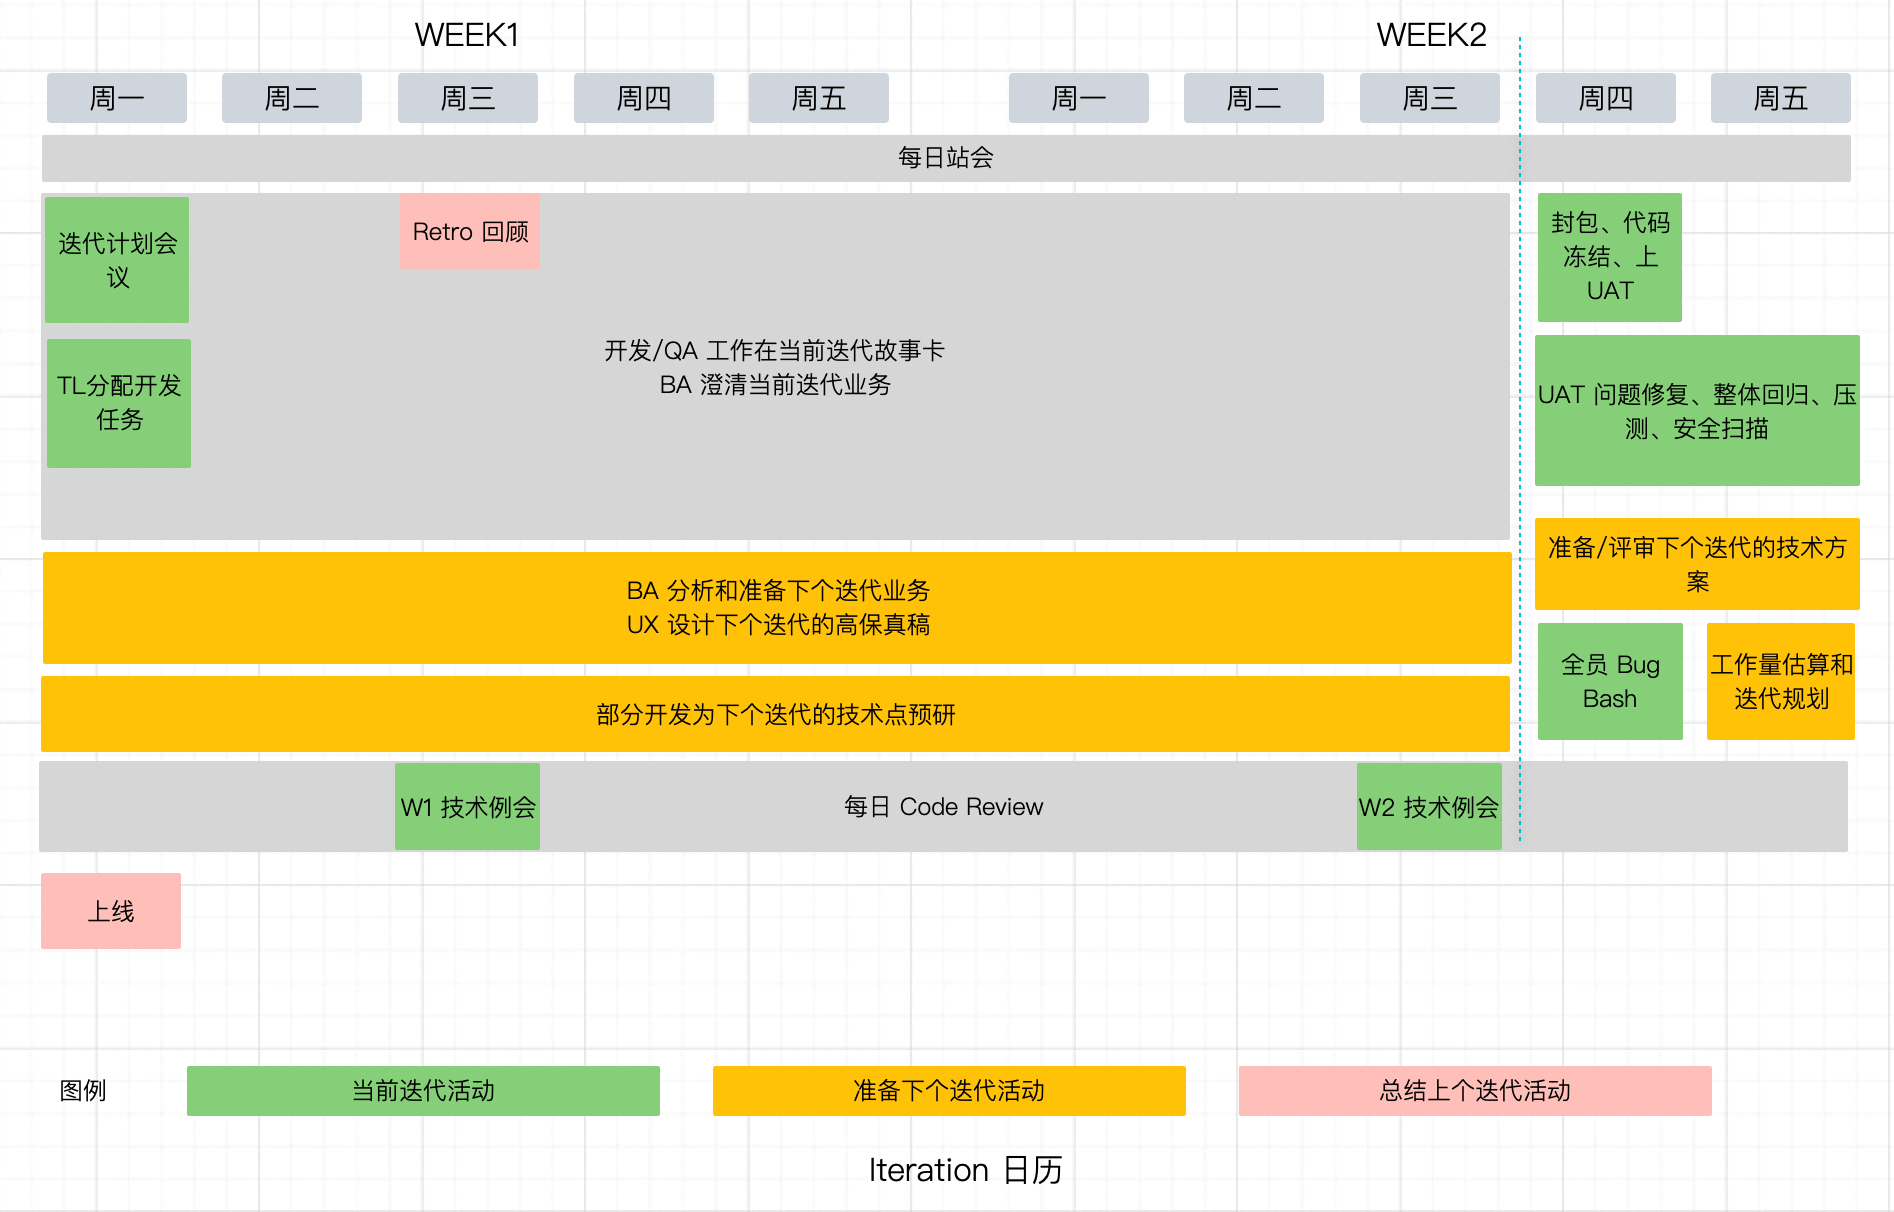 WEEK1
WEEK2
周一
周二
周三
周四
周五
周一
周二
周三
周四
周五
每日站会
迭代计划会
议
Retro 回顾
封包、代码
冻结、上
UAT
TL分配开发
任务
开发/QA 工作在当前迭代故事卡
BA 澄清当前迭代业务
UAT 问题修复、整体回归、压
测、安全扫描
准备/评审下个迭代的技术方
案
BA 分析和准备下个迭代业务
UX 设计下个迭代的高保真稿
全员 Bug
Bash
工作量估算和
迭代规划
部分开发为下个迭代的技术点预研
W1 技术例会
每日 Code Review
W2 技术例会
上线
图例
当前迭代活动
准备下个迭代活动
总结上个迭代活动
Iteration 日历